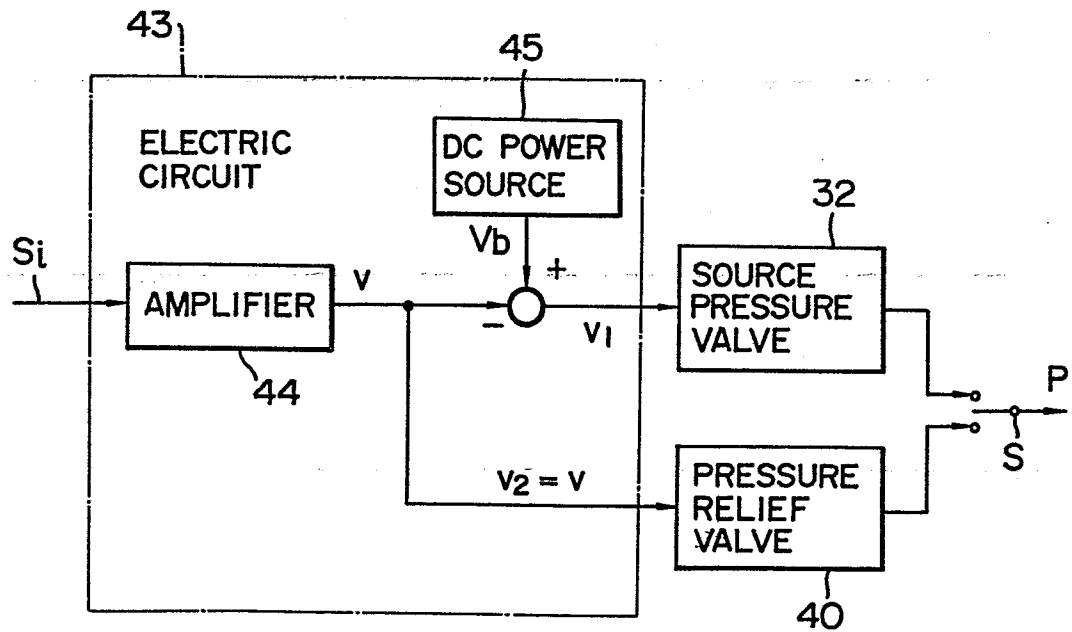 43
45
ELECTRIC
CIRCUIT
DC POWER
SOURCE
32
Si
Vb
+
SOURCE
PRESSURE
VALVE
AMPLIFIER
v
−
v1
44
P
S
v2 = v
PRESSURE
RELIEF
VALVE
40